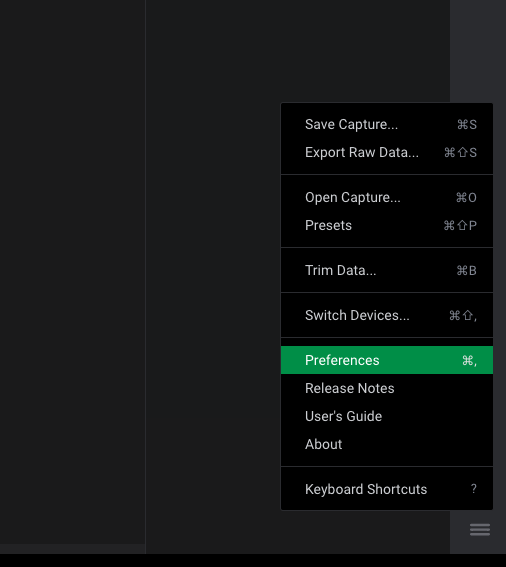 Save Capture... ⌘S
Export Raw Data... ⌘⇧S
Open Capture... ⌘O
Presets ⌘⇧P
Trim Data... ⌘B
Switch Devices... ⌘⇧,
Preferences ⌘,
Release Notes
User's Guide
About
Keyboard Shortcuts ?